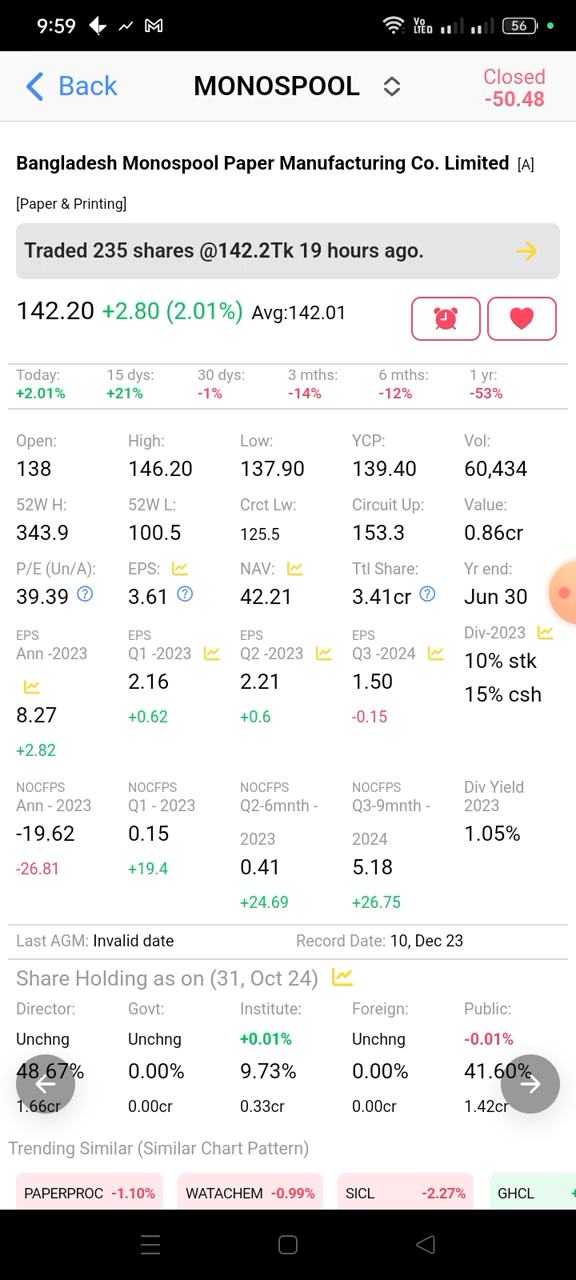 9:59
Vo
LTED
56
Back
MONOSPOOL
Closed
-50.48
Bangladesh Monospool Paper Manufacturing Co. Limited [A]
[Paper & Printing]
Traded 235 shares @142.2Tk 19 hours ago.
142.20 +2.80 (2.01%) Avg:142.01
Today: 15 dys: 30 dys: 3 mths: 6 mths: 1 yr:
+2.01% +21% -1% -14% -12% -53%
Open: High: Low: YCP: Vol:
138 146.20 137.90 139.40 60,434
52W H: 52W L: Crct Lw: Circuit Up: Value:
343.9 100.5 125.5 153.3 0.86cr
P/E (Un/A): EPS: NAV: Ttl Share: Yr end:
39.39 3.61 42.21 3.41cr Jun 30
EPS EPS EPS EPS Div-2023
Ann -2023 Q1 -2023 Q2 -2023 Q3 -2024 10% stk
8.27 2.16 2.21 1.50 15% csh
+2.82 +0.62 +0.6 -0.15
NOCFPS NOCFPS NOCFPS NOCFPS Div Yield
Ann - 2023 Q1 - 2023 Q2-6mnth - Q3-9mnth - 2023
-19.62 0.15 2023 2024 1.05%
-26.81 +19.4 0.41 5.18
+24.69 +26.75
Last AGM: Invalid date Record Date: 10, Dec 23
Share Holding as on (31, Oct 24)
Director: Govt: Institute: Foreign: Public:
Unchng Unchng +0.01% Unchng -0.01%
48.67% 0.00% 9.73% 0.00% 41.60%
1.66cr 0.00cr 0.33cr 0.00cr 1.42cr
Trending Similar (Similar Chart Pattern)
PAPERPROC -1.10% WATACHEM -0.99% SICL -2.27% GHCL